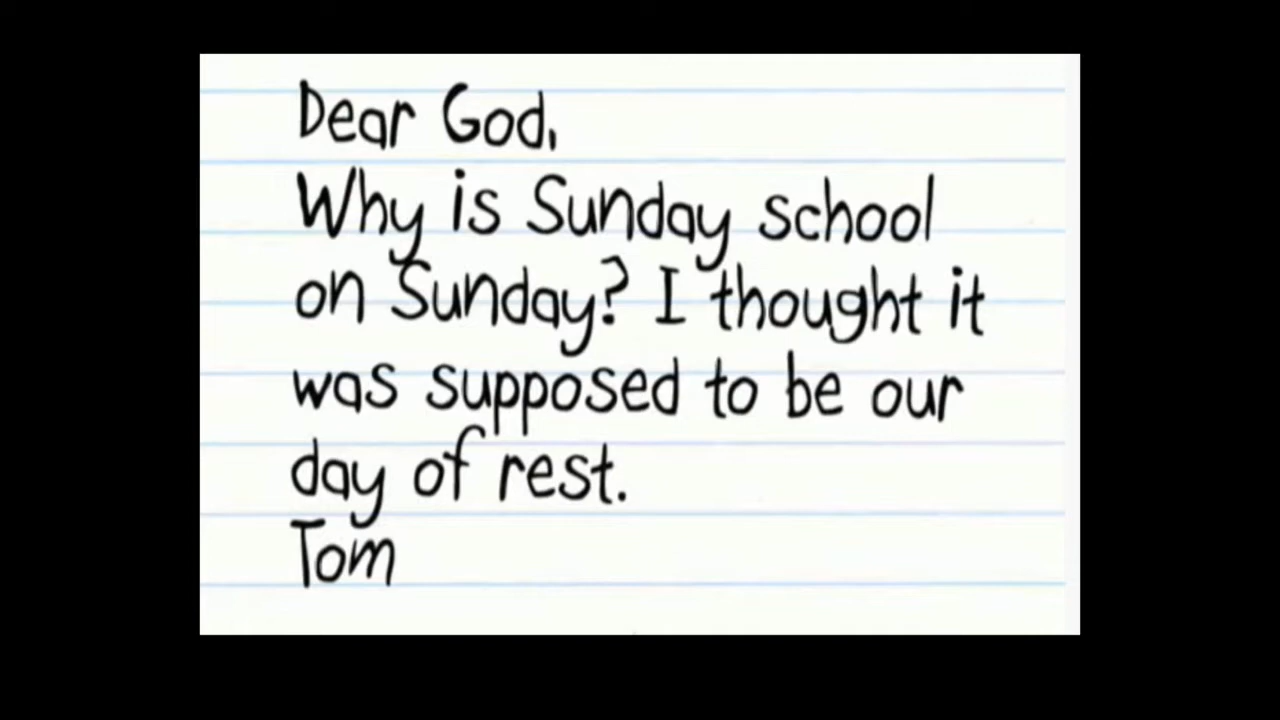 Dear God,
Why is Sunday school
on Sunday? I thought it
was supposed to be our
day of rest.
Tom